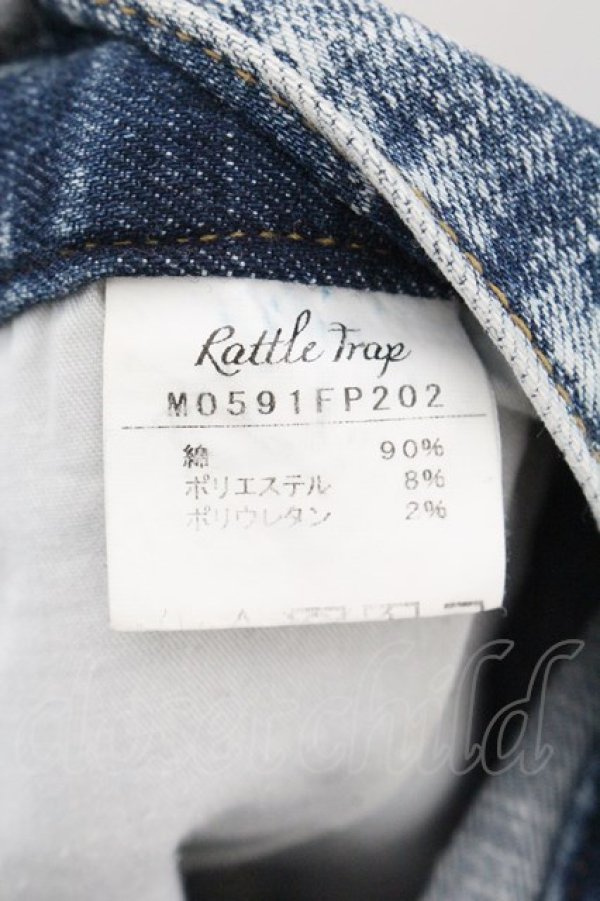 Rattle Trap
M0591FP202
綿 90%
ポリエステル 8%
ポリウレタン 2%
closetchild